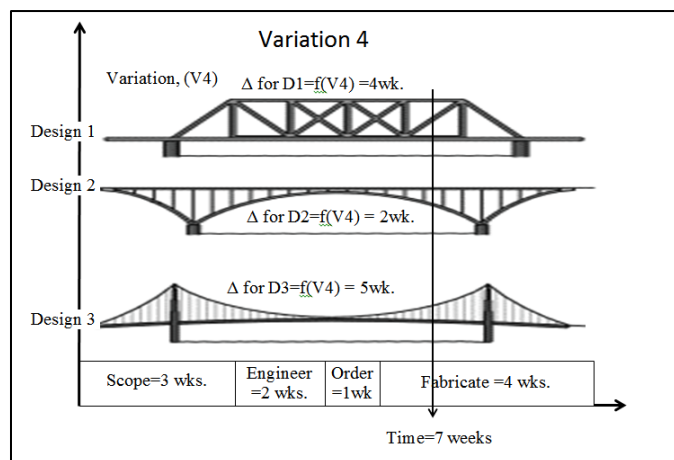 Variation 4
Variation, (V4)
Δ for D1=f(V4) =4wk.
Design 1
Design 2
Δ for D2=f(V4) = 2wk.
Δ for D3=f(V4) = 5wk.
Design 3
Scope=3 wks.
Engineer
=2 wks.
Order
=1wk
Fabricate =4 wks.
Time=7 weeks